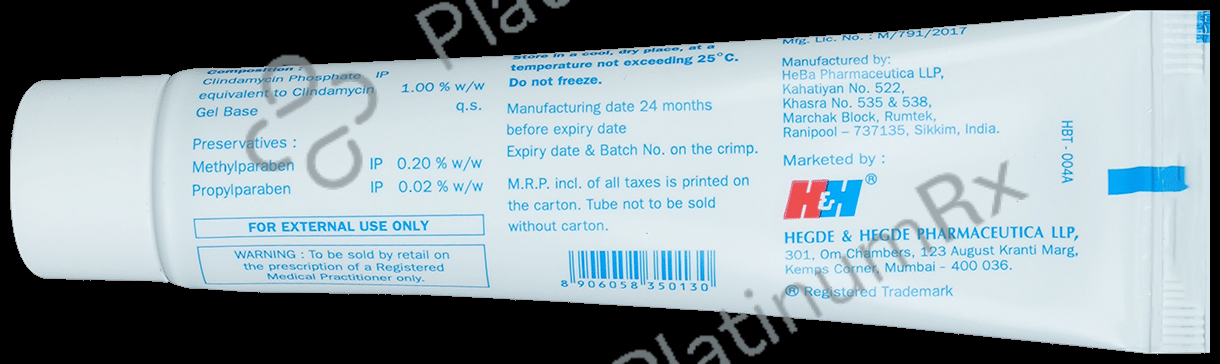 Composition :
Clindamycin Phosphate IP
equivalent to Clindamycin 1.00 % w/w
Gel Base q.s.
Preservatives :
Methylparaben IP 0.20 % w/w
Propylparaben IP 0.02 % w/w
FOR EXTERNAL USE ONLY
WARNING : To be sold by retail on
the prescription of a Registered
Medical Practitioner only.
Store in a cool, dry place, at a
temperature not exceeding 25°C.
Do not freeze.
Manufacturing date 24 months
before expiry date
Expiry date & Batch No. on the crimp.
M.R.P. incl. of all taxes is printed on
the carton. Tube not to be sold
without carton.
8 906058 350130
Mfg. Lic. No. : M/791/2017
Manufactured by:
HeBa Pharmaceutica LLP,
Kahatiyan No. 522,
Khasra No. 535 & 538,
Marchak Block, Rumtek,
Ranipool – 737135, Sikkim, India.
Marketed by :
H&H®
HEGDE & HEGDE PHARMACEUTICA LLP,
301, Om Chambers, 123 August Kranti Marg,
Kemps Corner, Mumbai - 400 036.
® Registered Trademark
HBT - 004A
Platinum
PlatinumRx